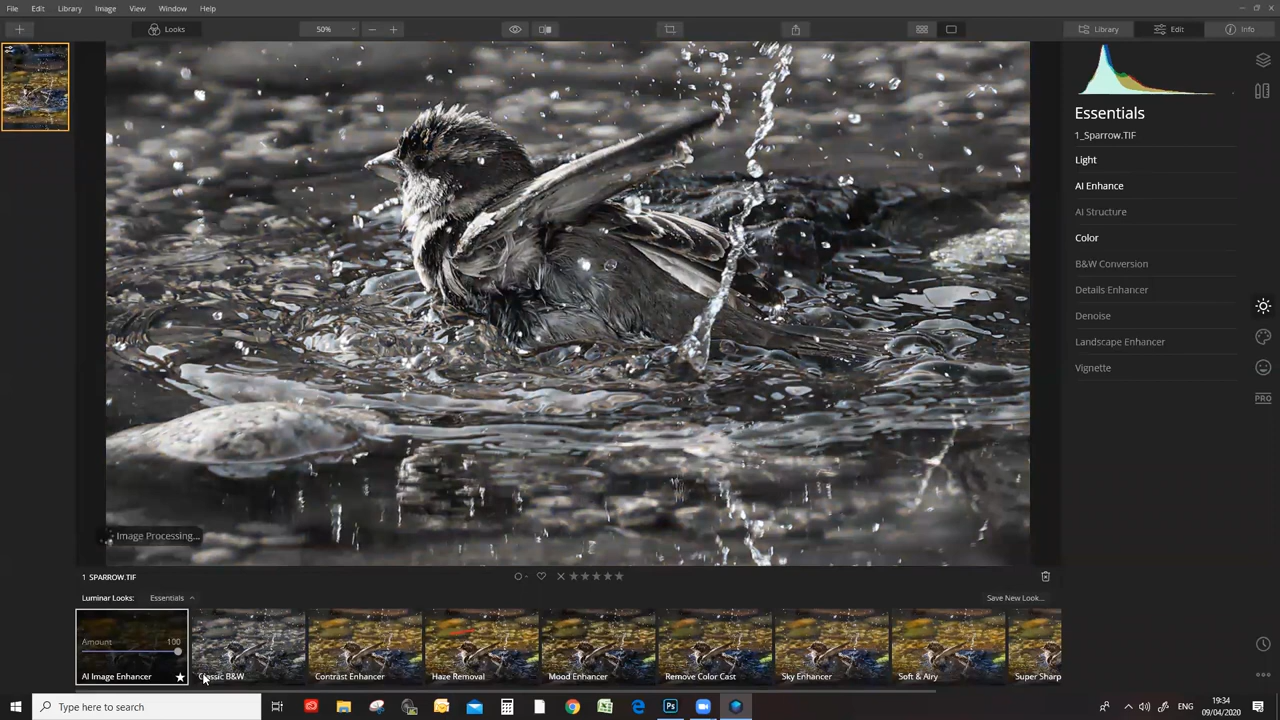 File Edit Library Image View Window Help
Looks 50% Library Edit Info
Essentials
1_Sparrow.TIF
Light
AI Enhance
AI Structure
Color
B&W Conversion
Details Enhancer
Denoise
Landscape Enhancer
Vignette
PRO
Image Processing...
1_SPARROW.TIF
Luminar Looks: Essentials Save New Look...
Amount 100
AI Image Enhancer Classic B&W Contrast Enhancer Haze Removal Mood Enhancer Remove Color Cast Sky Enhancer Soft & Airy Super Sharp
Type here to search Ps ENG 19:34
09/04/2020